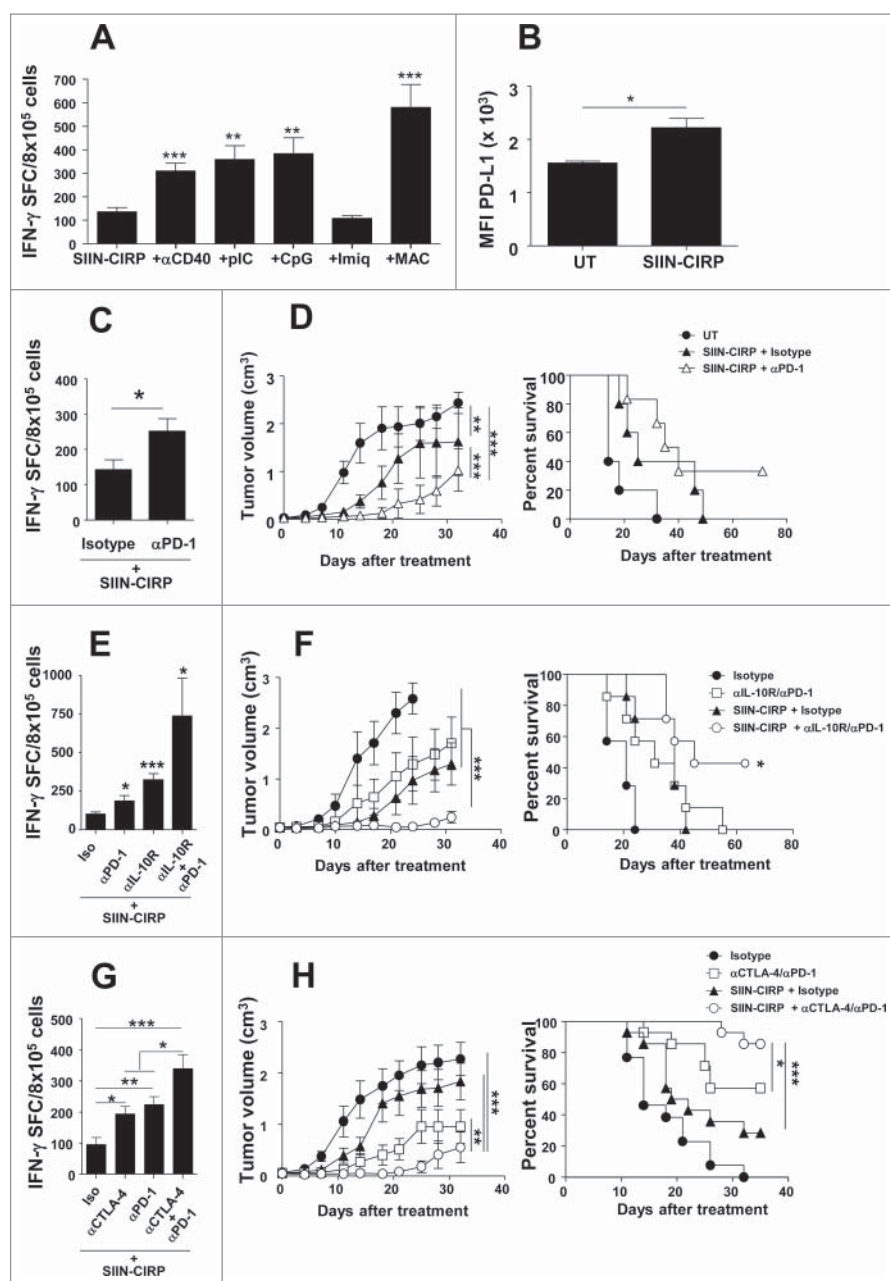 A
IFN-γ SFC/8x10⁵ cells
700
600
500
400
300
200
100
0
***
**
**
***
SIIN-CIRP +αCD40 +pIC +CpG +Imiq +MAC
B
MFI PD-L1 (x 10³)
3
2
1
0
*
UT SIIN-CIRP
C
IFN-γ SFC/8x10⁵ cells
400
300
200
100
0
*
Isotype αPD-1
+
SIIN-CIRP
D
Tumor volume (cm³)
3
2
1
0
0 10 20 30 40
Days after treatment
**
***
***
UT
SIIN-CIRP + Isotype
SIIN-CIRP + αPD-1
Percent survival
100
80
60
40
20
0
0 20 40 60 80
Days after treatment
E
IFN-γ SFC/8x10⁵ cells
1000
750
500
250
0
*
***
*
Iso
αPD-1
αIL-10R
αIL-10R
+ αPD-1
+
SIIN-CIRP
F
Tumor volume (cm³)
3
2
1
0
0 10 20 30 40
Days after treatment
***
Isotype
αIL-10R/αPD-1
SIIN-CIRP + Isotype
SIIN-CIRP + αIL-10R/αPD-1
Percent survival
100
80
60
40
20
0
*
0 20 40 60 80
Days after treatment
G
IFN-γ SFC/8x10⁵ cells
500
400
300
200
100
0
***
*
**
*
Iso
αCTLA-4
αPD-1
αCTLA-4
+ αPD-1
+
SIIN-CIRP
H
Tumor volume (cm³)
3
2
1
0
0 10 20 30 40
Days after treatment
***
**
Isotype
αCTLA-4/αPD-1
SIIN-CIRP + Isotype
SIIN-CIRP + αCTLA-4/αPD-1
Percent survival
100
80
60
40
20
0
*
***
0 10 20 30 40
Days after treatment